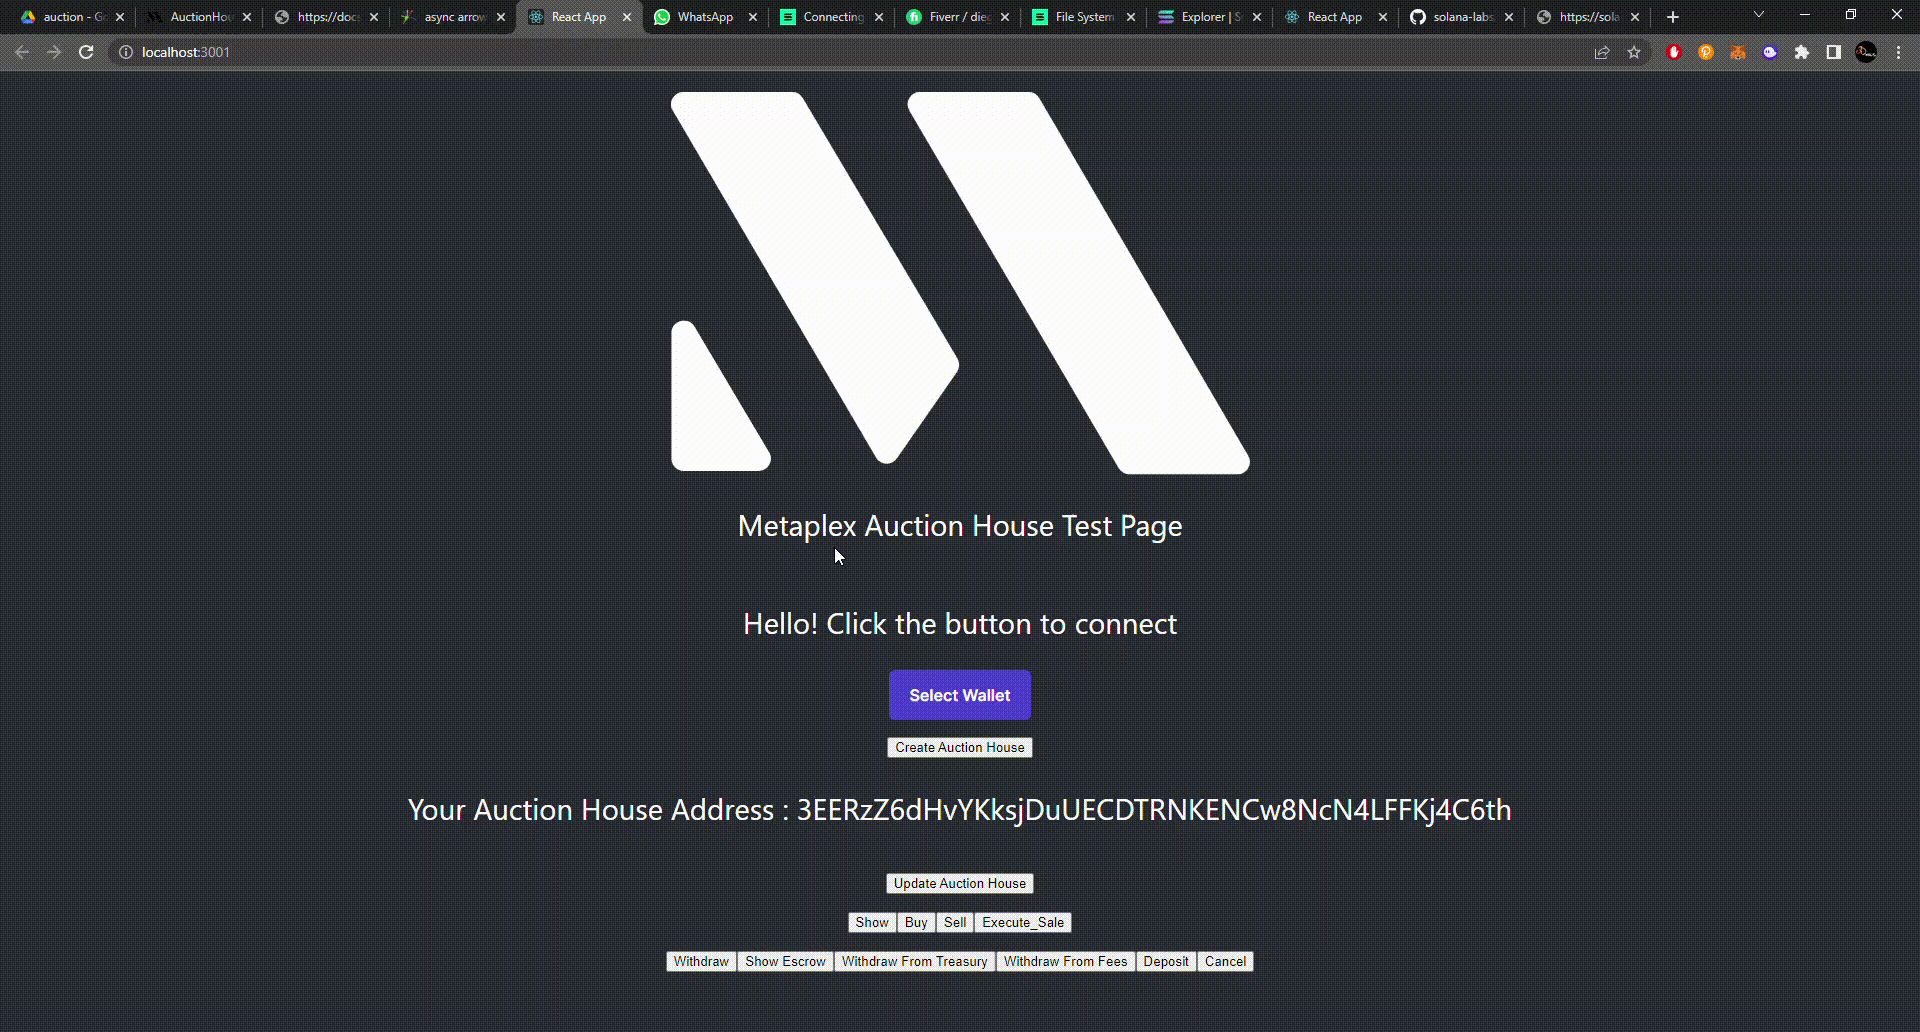 auction - Go
AuctionHou
https://docs
async arrow
React App
WhatsApp
Connecting
Fiverr / dieg
File System
Explorer | S
React App
solana-labs
https://sola
localhost:3001
Metaplex Auction House Test Page
Hello! Click the button to connect
Select Wallet
Create Auction House
Your Auction House Address : 3EERzZ6dHvYKksjDuUECDTRNKENCw8NcN4LFFKj4C6th
Update Auction House
Show Buy Sell Execute_Sale
Withdraw Show Escrow Withdraw From Treasury Withdraw From Fees Deposit Cancel